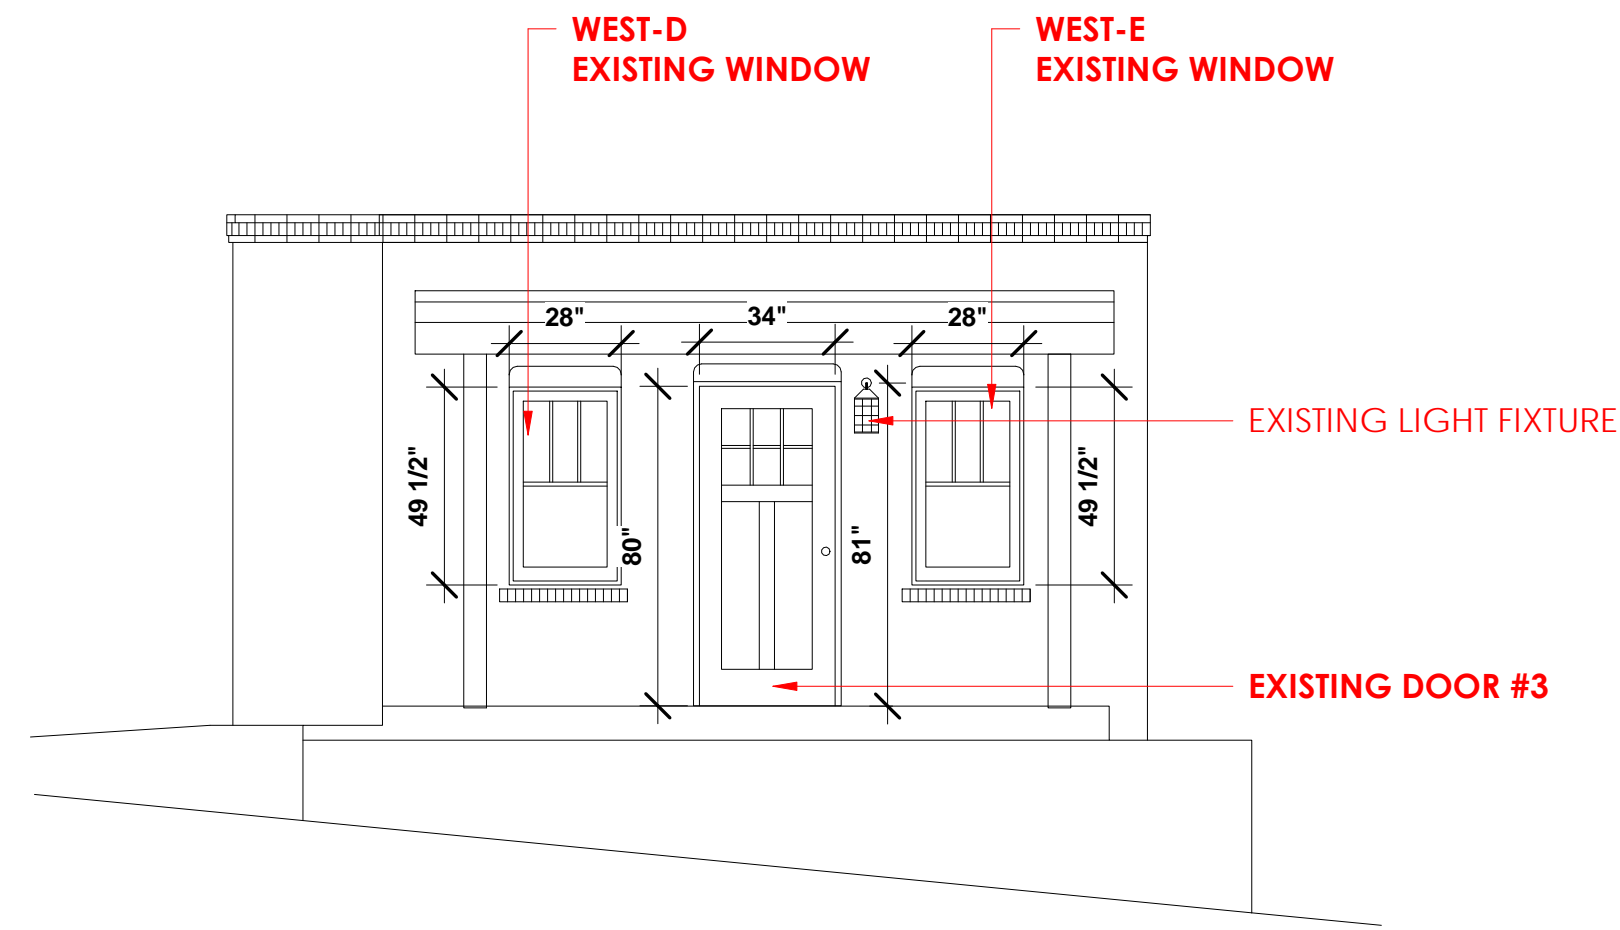 WEST-D
EXISTING WINDOW
WEST-E
EXISTING WINDOW
28"
34"
28"
EXISTING LIGHT FIXTURE
49 1/2"
80"
81"
49 1/2"
EXISTING DOOR #3